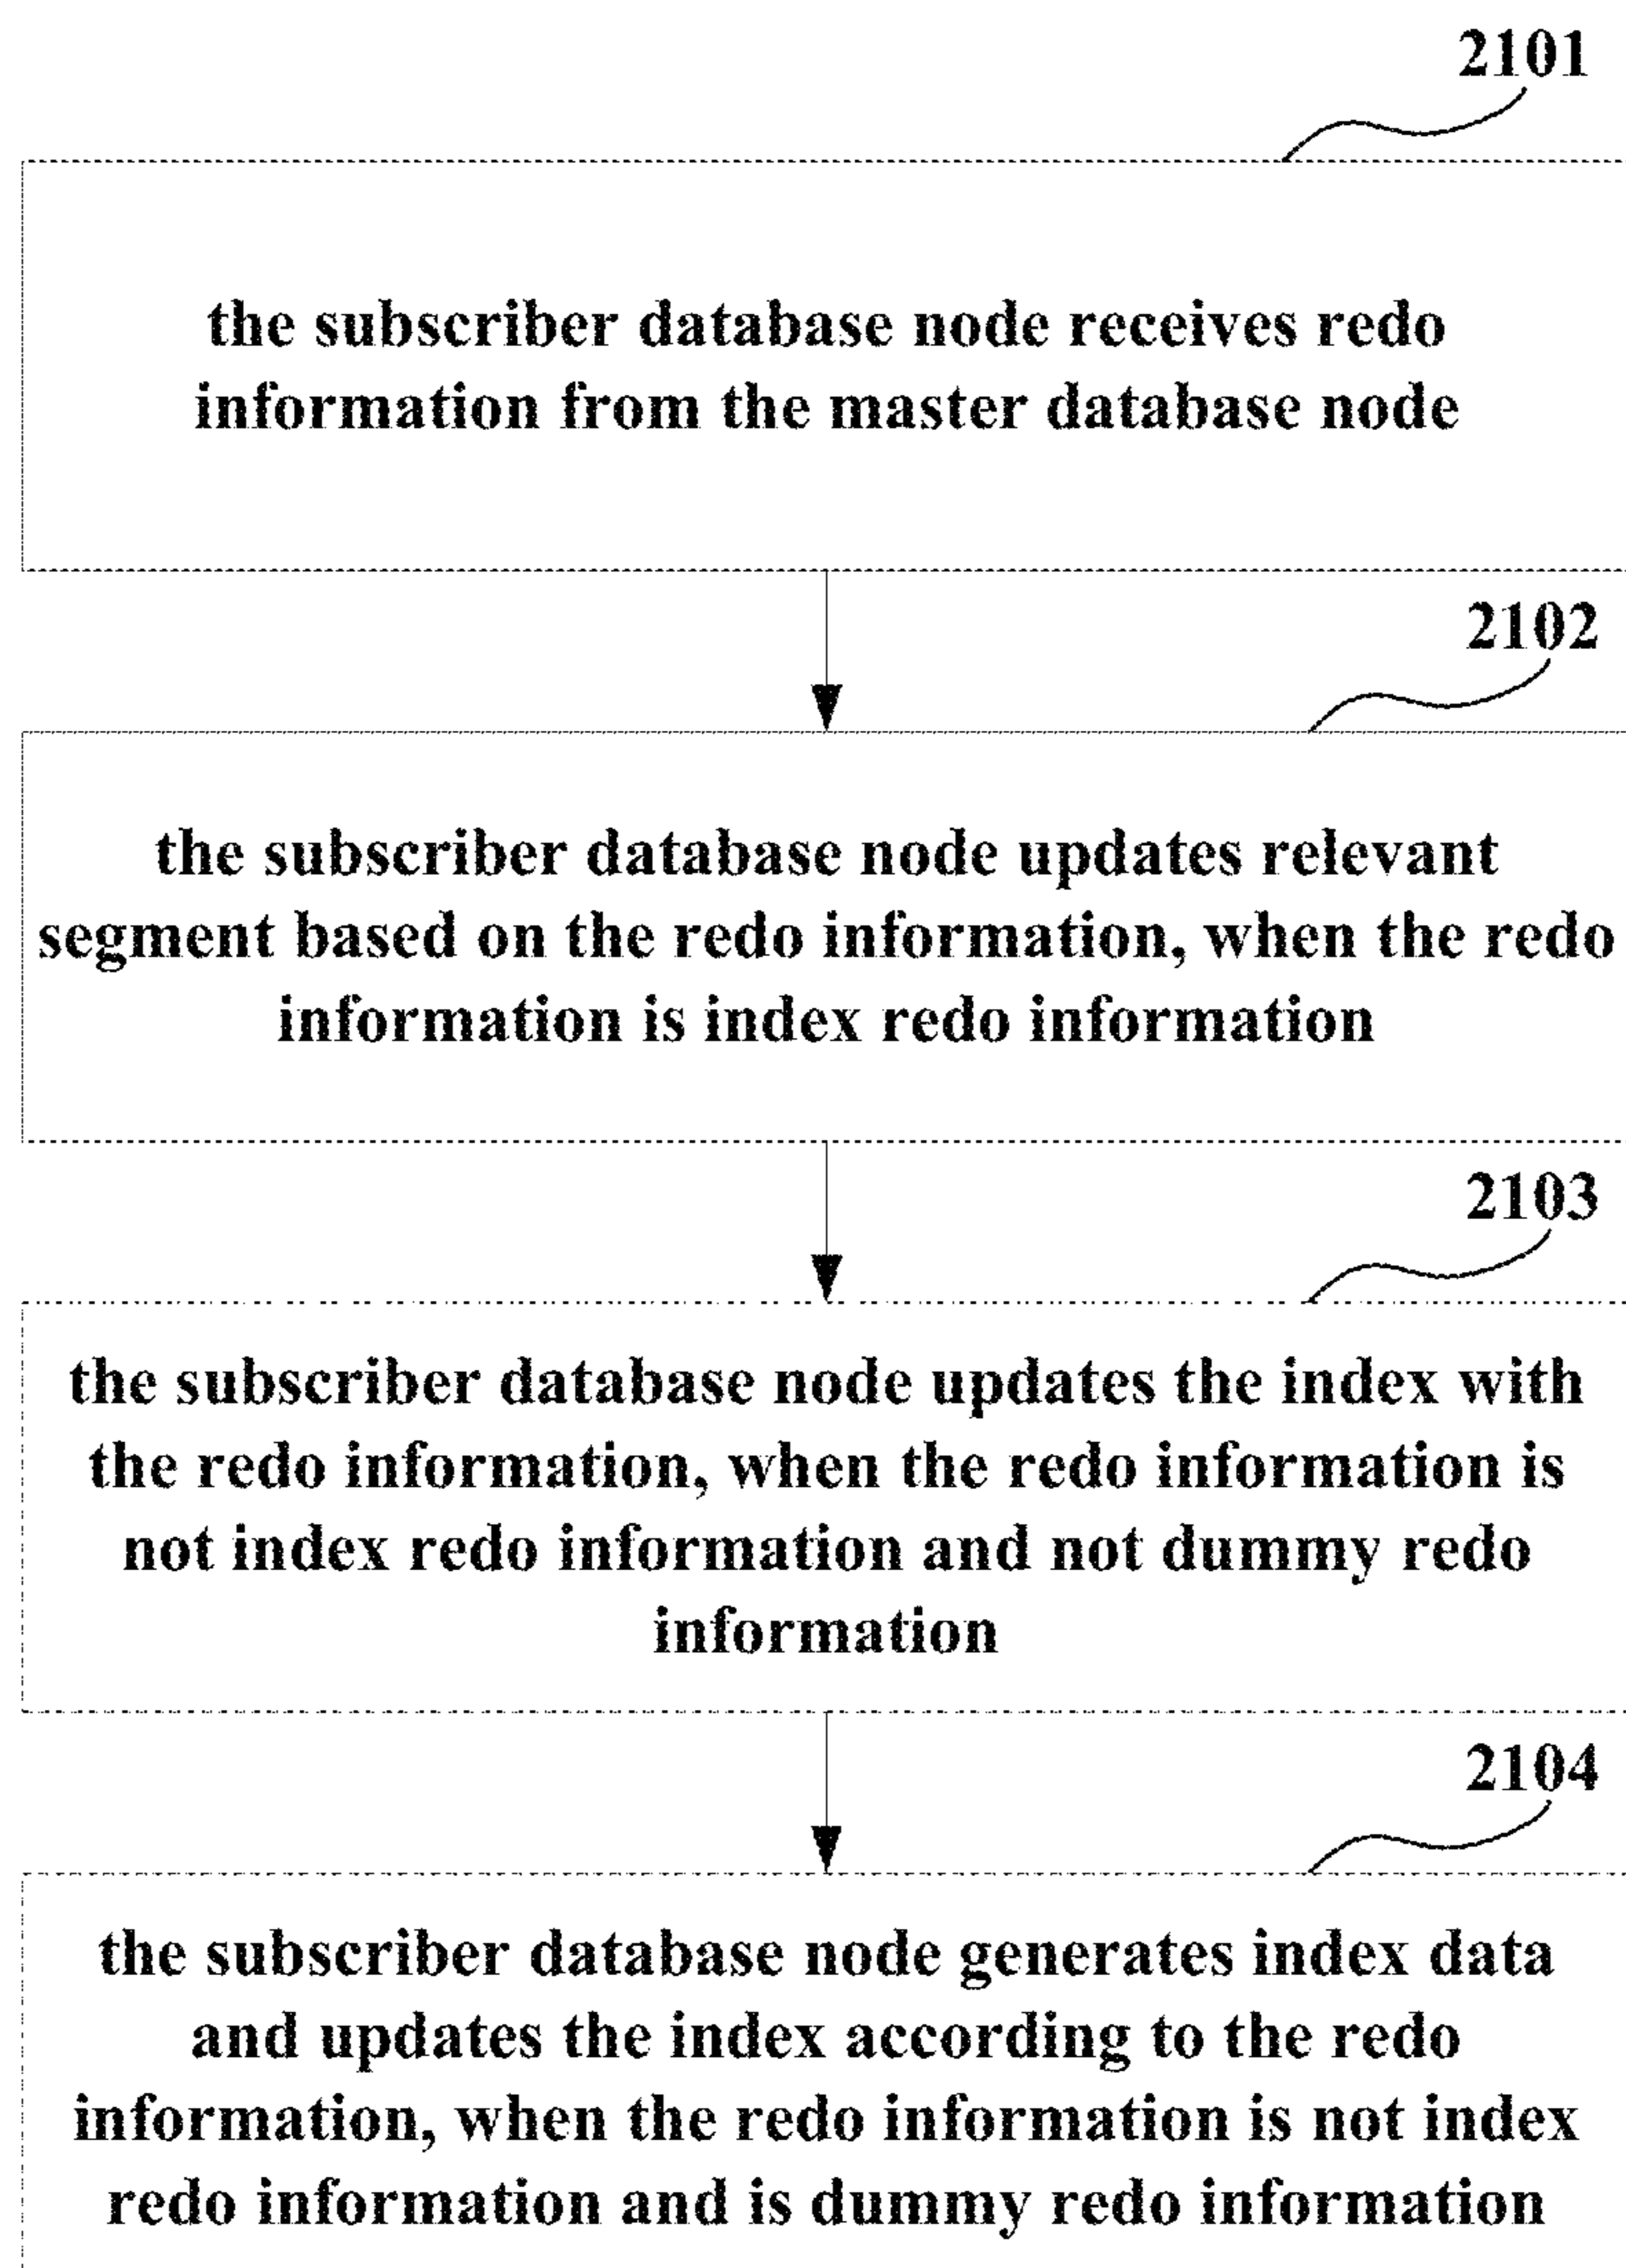 2101
the subscriber database node receives redo
information from the master database node
2102
the subscriber database node updates relevant
segment based on the redo information, when the redo
information is index redo information
2103
the subscriber database node updates the index with
the redo information, when the redo information is
not index redo information and not dummy redo
information
2104
the subscriber database node generates index data
and updates the index according to the redo
information, when the redo information is not index
redo information and is dummy redo information